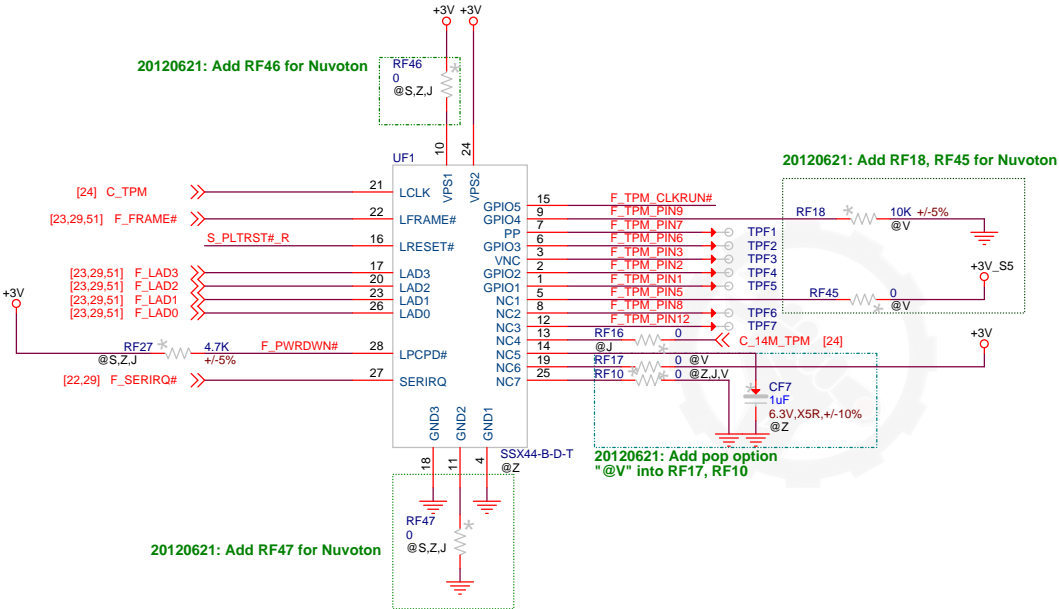 +3V +3V
20120621: Add RF46 for Nuvoton
RF46
0
@S,Z,J
10
24
UF1
VPS1
VPS2
20120621: Add RF18, RF45 for Nuvoton
[24] C_TPM
21
LCLK
[23,29,51] F_FRAME#
22
LFRAME#
S_PLTRST#_R
16
LRESET#
[23,29,51] F_LAD3
17
LAD3
[23,29,51] F_LAD2
20
LAD2
[23,29,51] F_LAD1
23
LAD1
[23,29,51] F_LAD0
26
LAD0
+3V
RF27
4.7K
@S,Z,J
+/-5%
F_PWRDWN#
28
LPCPD#
[22,29] F_SERIRQ#
27
SERIRQ
GPIO5
15
F_TPM_CLKRUN#
GPIO4
9
F_TPM_PIN9
RF18
10K +/-5%
@V
PP
7
F_TPM_PIN7
TPF1
GPIO3
6
F_TPM_PIN6
TPF2
VNC
3
F_TPM_PIN3
TPF3
GPIO2
2
F_TPM_PIN2
TPF4
GPIO1
1
F_TPM_PIN1
TPF5
+3V_S5
NC1
5
F_TPM_PIN5
RF45
0
@V
NC2
8
F_TPM_PIN8
TPF6
NC3
12
F_TPM_PIN12
TPF7
NC4
13
RF16
0
@J
C_14M_TPM [24]
+3V
NC5
14
NC6
19
RF17
0 @V
NC7
25
RF10
0 @Z,J,V
CF7
1uF
6.3V,X5R,+/-10%
@Z
GND3
GND2
GND1
18
11
4
SSX44-B-D-T
@Z
20120621: Add pop option
"@V" into RF17, RF10
RF47
0
@S,Z,J
20120621: Add RF47 for Nuvoton